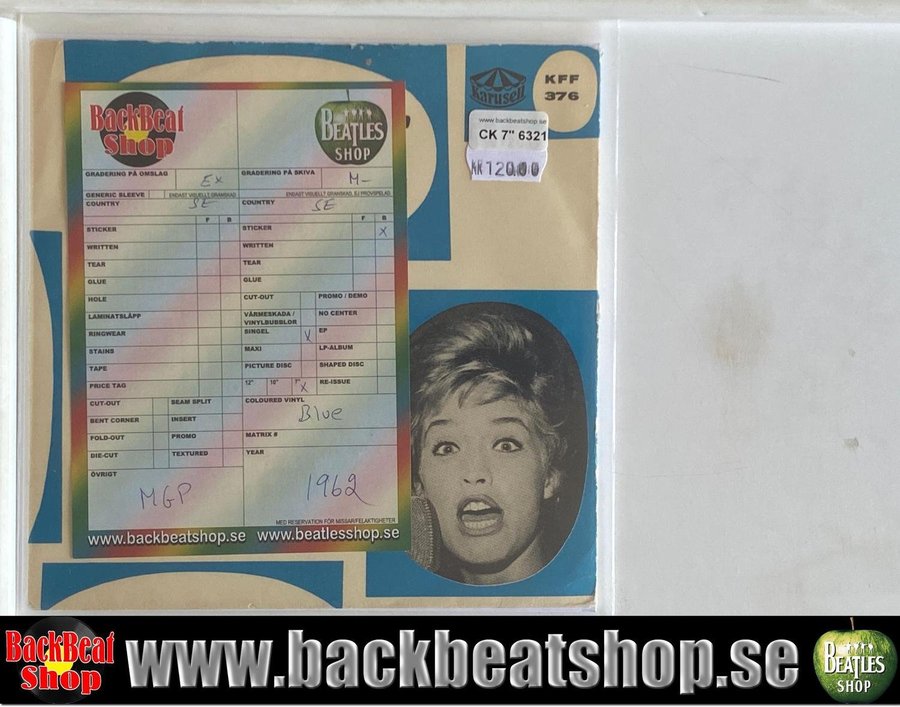 Karusell
KFF
376
www.backbeatshop.se
CK 7" 6321
KR 120.00
BackBeat
Shop
BEATLES
SHOP
GRADERING PÅ OMSLAG EX GRADERING PÅ SKIVA M-
GENERIC SLEEVE ENDAST VISUELLT GRANSKAD ENDAST VISUELLT GRANSKAD, EJ PROVSPELAD
COUNTRY SE COUNTRY SE
F B F B
STICKER STICKER X
WRITTEN WRITTEN
TEAR TEAR
GLUE GLUE
HOLE CUT-OUT PROMO / DEMO
LAMINATSLÄPP VÄRMESKADA / VINYLBUBBLOR NO CENTER
RINGWEAR SINGEL X EP
STAINS MAXI LP-ALBUM
TAPE PICTURE DISC SHAPED DISC
PRICE TAG 12" 10" 7" X RE-ISSUE
CUT-OUT SEAM SPLIT COLOURED VINYL
BENT CORNER INSERT Blue
FOLD-OUT PROMO MATRIX #
DIE-CUT TEXTURED YEAR
ÖVRIGT
MGP 1962
MED RESERVATION FÖR MISSAR/FELAKTIGHETER
www.backbeatshop.se www.beatlesshop.se
BackBeat
Shop
www.backbeatshop.se
BEATLES
SHOP